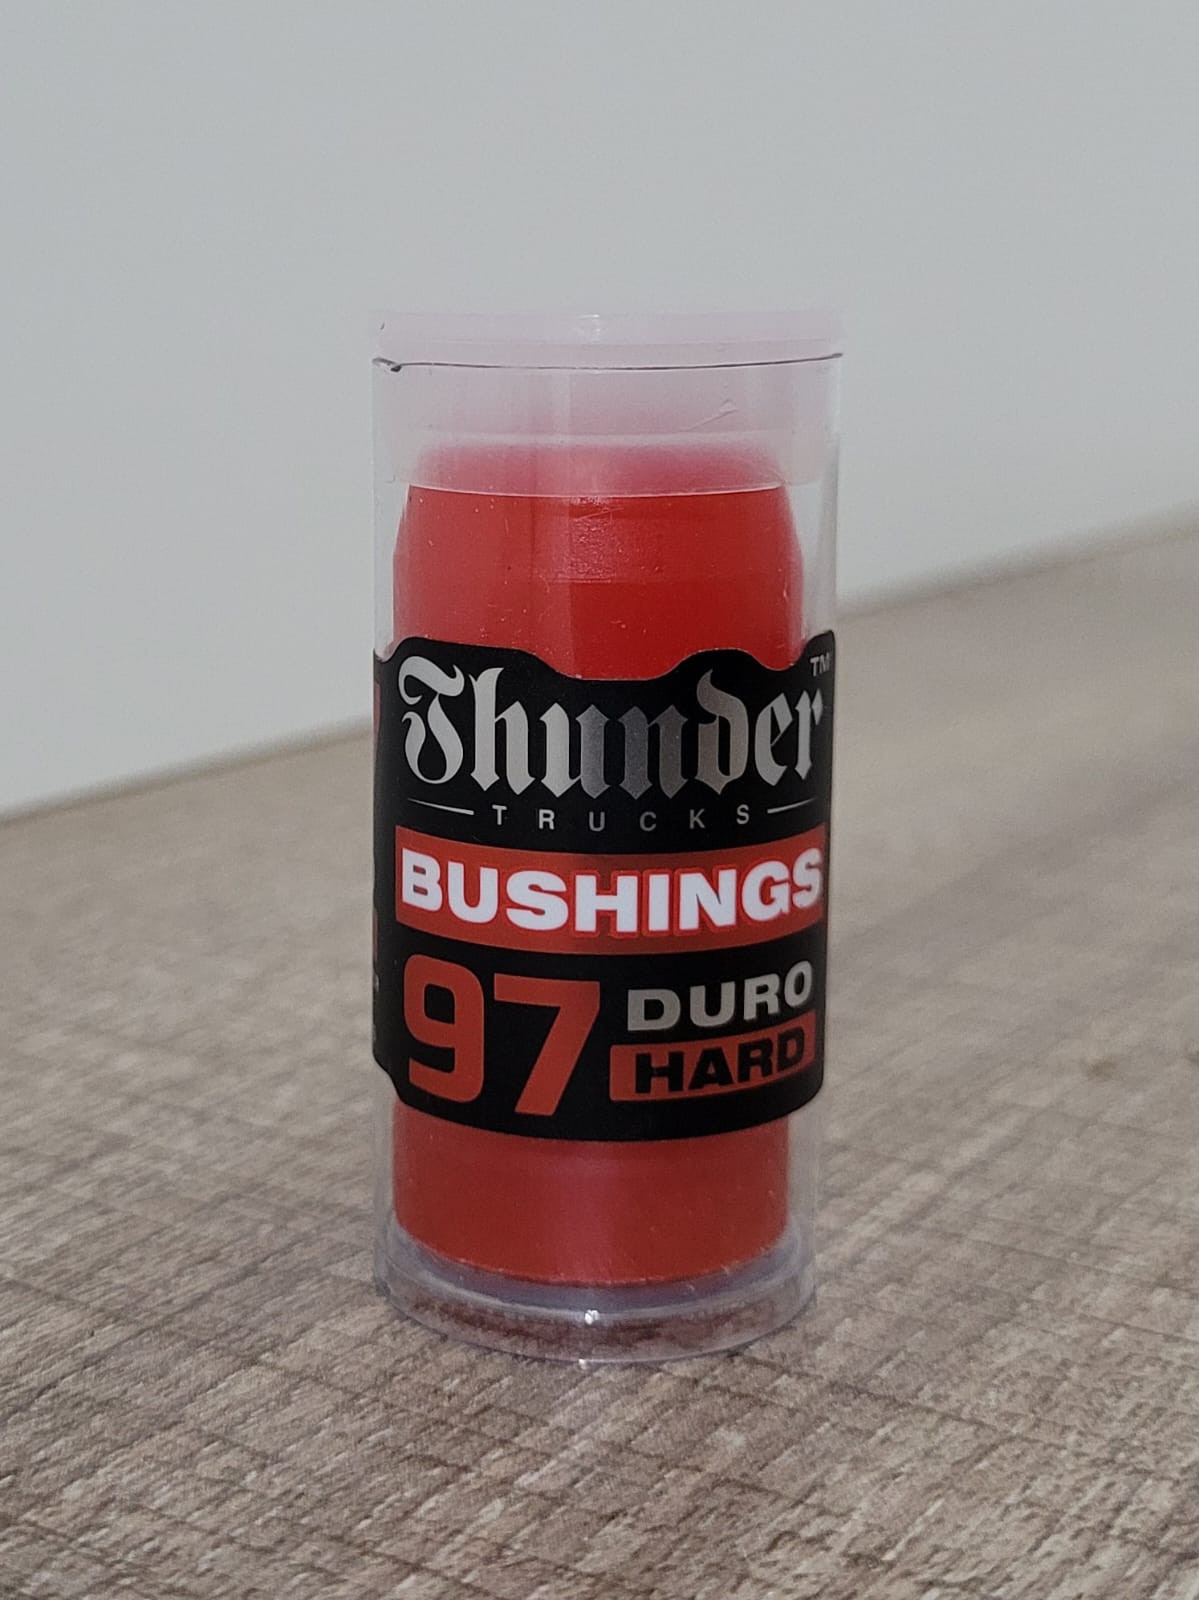 Thunder™
TRUCKS
BUSHINGS
97 DURO
HARD